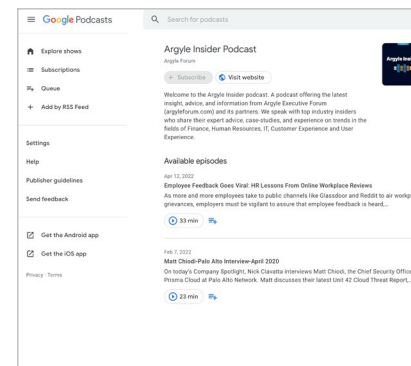 Google Podcasts
Search for podcasts
Explore shows
Subscriptions
Queue
Add by RSS Feed
Settings
Help
Publisher guidelines
Send feedback
Get the Android app
Get the iOS app
Privacy · Terms
Argyle Insider Podcast
Argyle Forum
Subscribe
Visit website
Welcome to the Argyle Insider podcast. A podcast offering the latest
insight, advice, and information from Argyle Executive Forum
(argyleforum.com) and its partners. We speak with top industry insiders
who share their expert advice, case-studies, and experience on trends in the
fields of Finance, Human Resources, IT, Customer Experience and User
Experience.
Argyle Insi
Available episodes
Apr 12, 2022
Employee Feedback Goes Viral: HR Lessons From Online Workplace Reviews
As more and more employees take to public channels like Glassdoor and Reddit to air workp
grievances, employers must be vigilant to assure that employee feedback is heard,...
33 min
Feb 7, 2022
Matt Chiodi-Palo Alto Interview-April 2020
On today's Company Spotlight, Nick Ciavatta interviews Matt Chiodi, the Chief Security Office
Prisma Cloud at Palo Alto Network. Matt discusses their latest Unit 42 Cloud Threat Report,...
23 min